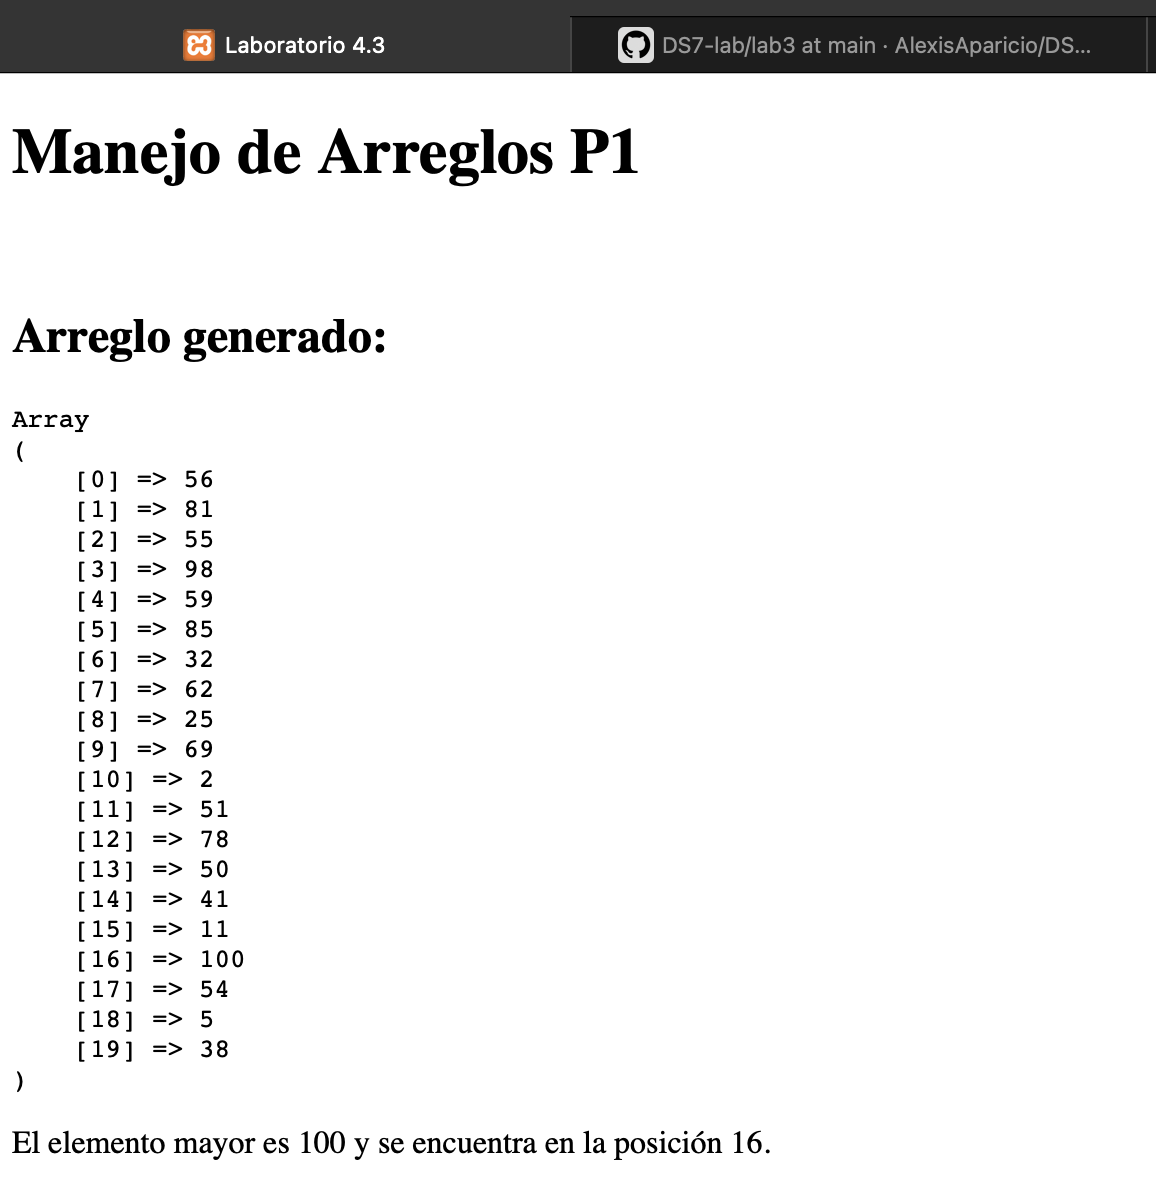 Laboratorio 4.3
DS7-lab/lab3 at main · AlexisAparicio/DS...
Manejo de Arreglos P1
Arreglo generado:
Array
(
[0] => 56
[1] => 81
[2] => 55
[3] => 98
[4] => 59
[5] => 85
[6] => 32
[7] => 62
[8] => 25
[9] => 69
[10] => 2
[11] => 51
[12] => 78
[13] => 50
[14] => 41
[15] => 11
[16] => 100
[17] => 54
[18] => 5
[19] => 38
)
El elemento mayor es 100 y se encuentra en la posición 16.